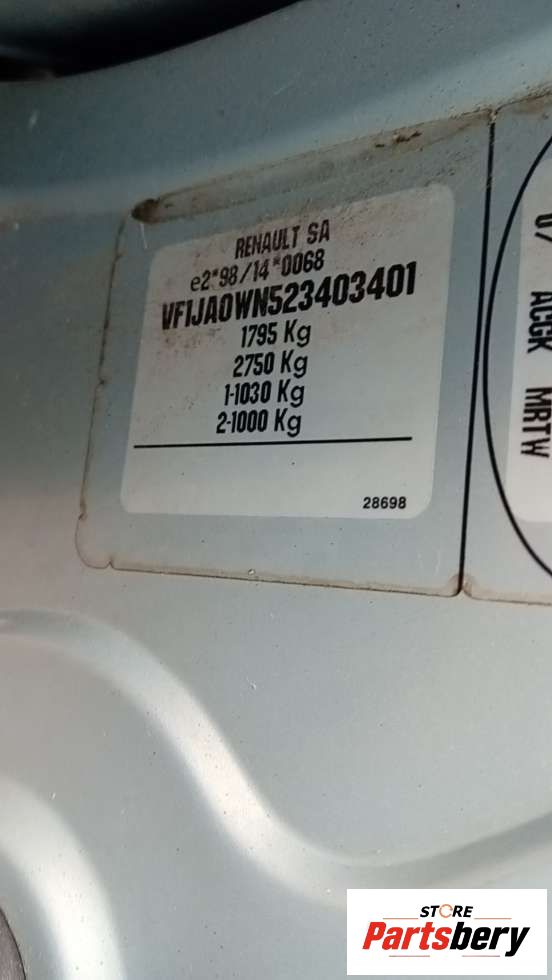 RENAULT SA
e2*98/14*0068
VF1JA0WN523403401
1795 Kg
2750 Kg
1-1030 Kg
2-1000 Kg
28698
07 ACGK MRTW
STORE
Partsbery